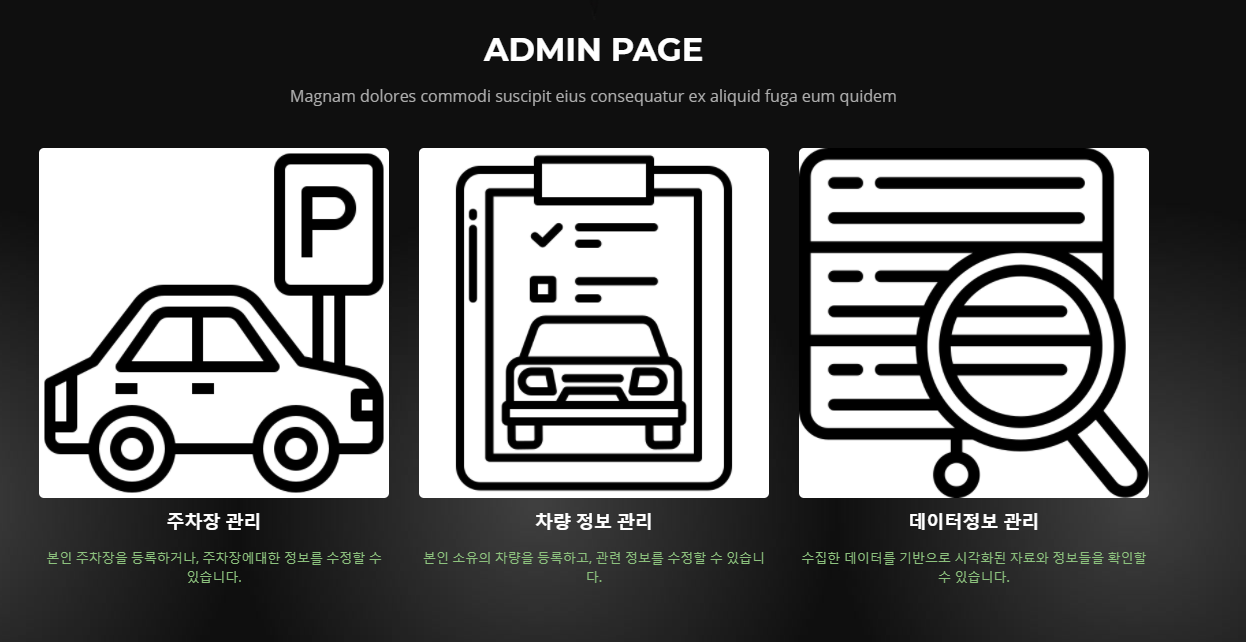 ADMIN PAGE
Magnam dolores commodi suscipit eius consequatur ex aliquid fuga eum quidem
P
주차장 관리
본인 주차장을 등록하거나, 주차장에대한 정보를 수정할 수
있습니다.
차량 정보 관리
본인 소유의 차량을 등록하고, 관련 정보를 수정할 수 있습니
다.
데이터정보 관리
수집한 데이터를 기반으로 시각화된 자료와 정보들을 확인할
수 있습니다.